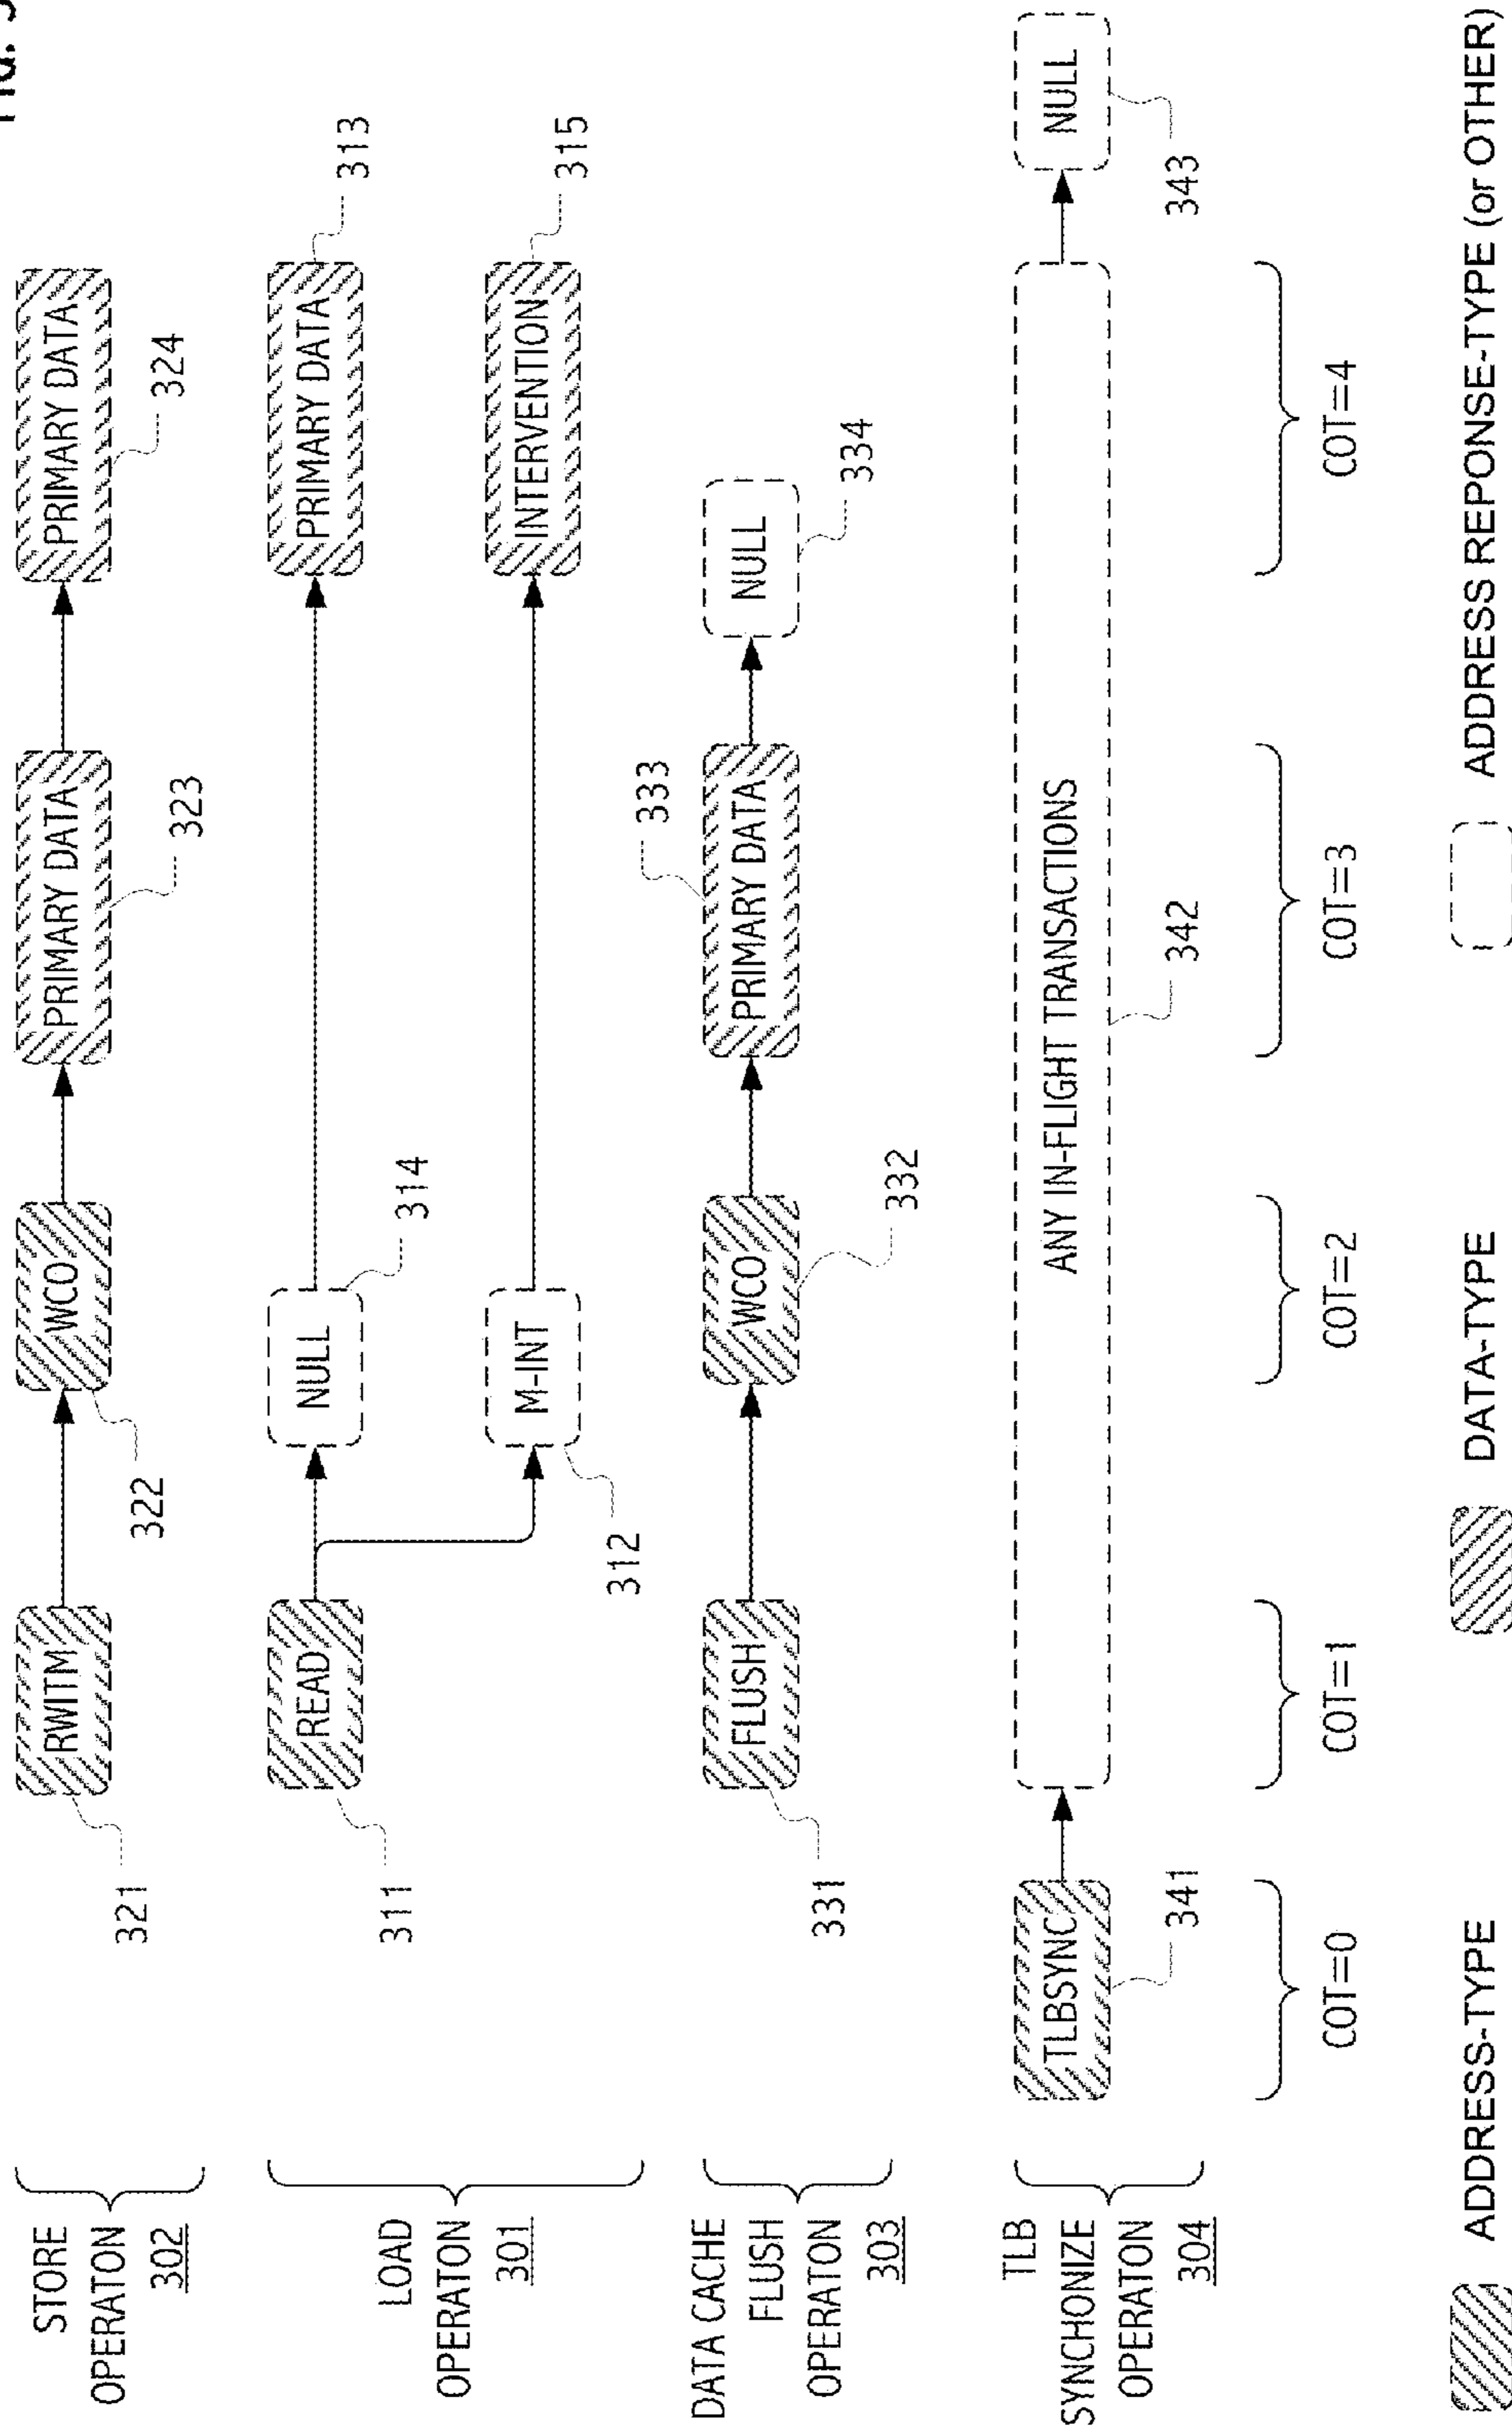 FIG. 3
STORE
OPERATON
302
RWITM
321
WCO
322
PRIMARY DATA
323
PRIMARY DATA
324
LOAD
OPERATON
301
READ
311
NULL
314
PRIMARY DATA
313
M-INT
312
INTERVENTION
315
DATA CACHE
FLUSH
OPERATON
303
FLUSH
331
WCO
332
PRIMARY DATA
333
NULL
334
TLB
SYNCHONIZE
OPERATON
304
TLBSYNC
341
ANY IN-FLIGHT TRANSACTIONS
342
NULL
343
COT=0
COT=1
COT=2
COT=3
COT=4
ADDRESS-TYPE
DATA-TYPE
ADDRESS REPONSE-TYPE (or OTHER)